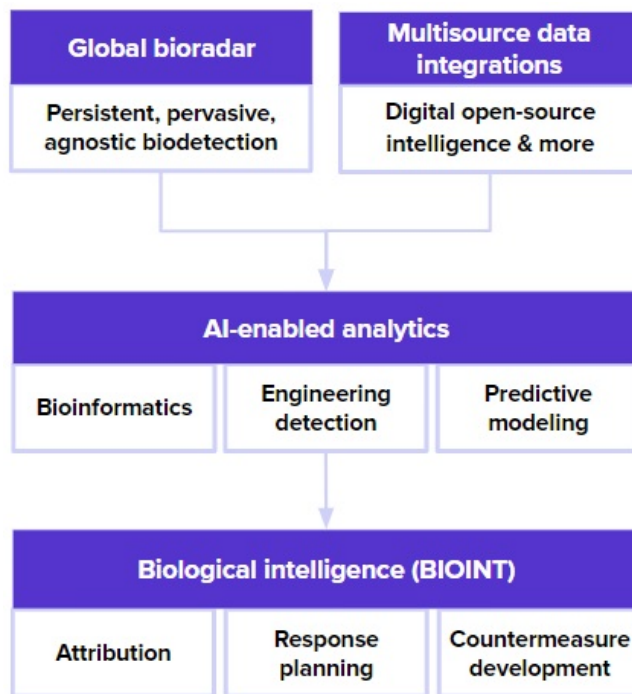 Global bioradar
Persistent, pervasive,
agnostic biodetection
Multisource data
integrations
Digital open-source
intelligence & more
AI-enabled analytics
Bioinformatics
Engineering
detection
Predictive
modeling
Biological intelligence (BIOINT)
Attribution
Response
planning
Countermeasure
development